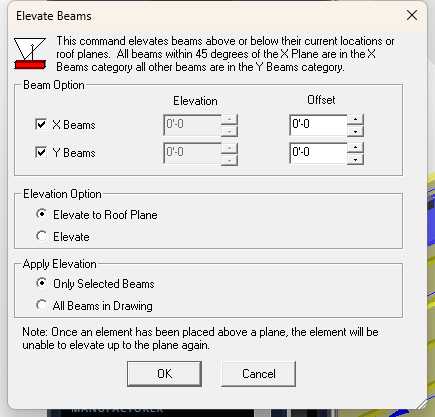 Elevate Beams
This command elevates beams above or below their current locations or
roof planes.  All beams within 45 degrees of the X Plane are in the X
Beams category all other beams are in the Y Beams category.
Beam Option
Elevation Offset
X Beams 0'-0 0'-0
Y Beams 0'-0 0'-0
Elevation Option
Elevate to Roof Plane
Elevate
Apply Elevation
Only Selected Beams
All Beams in Drawing
Note: Once an element has been placed above a plane, the element will be
unable to elevate up to the plane again.
OK Cancel
MANUFACTURER